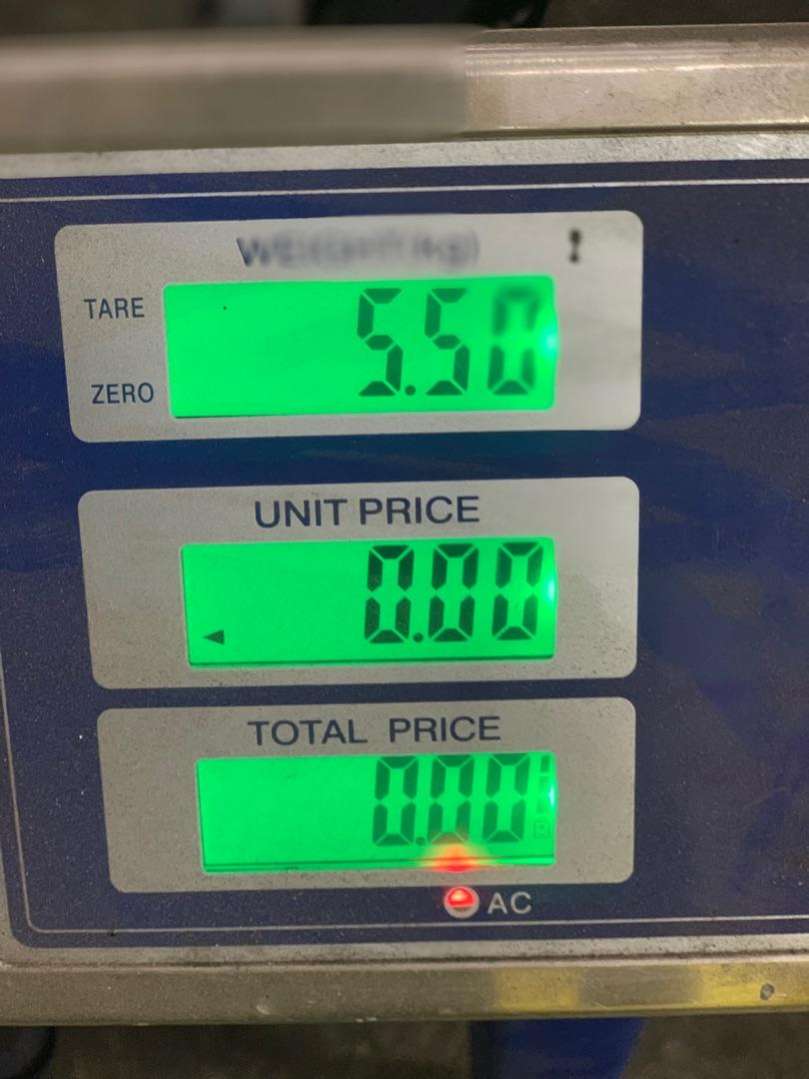 TARE
5.50
ZERO
UNIT PRICE
0.00
TOTAL PRICE
0.00
AC